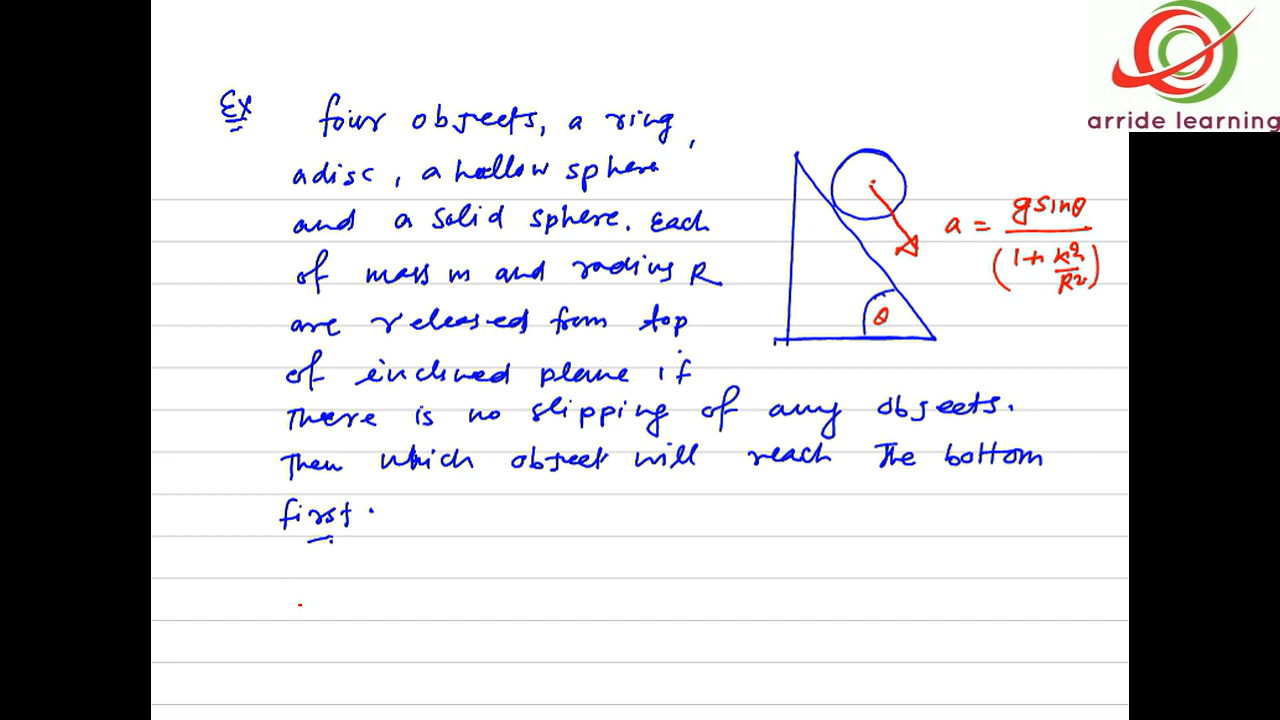 arride learning
Ex four objects, a ring,
a disc, a hollow sphere
and a solid sphere. Each
of mass m and radius R
are released from top
of inclined plane if
there is no slipping of any objects.
Then which object will reach the bottom
first.
a = gsinθ / (1 + k² / R²)
θ